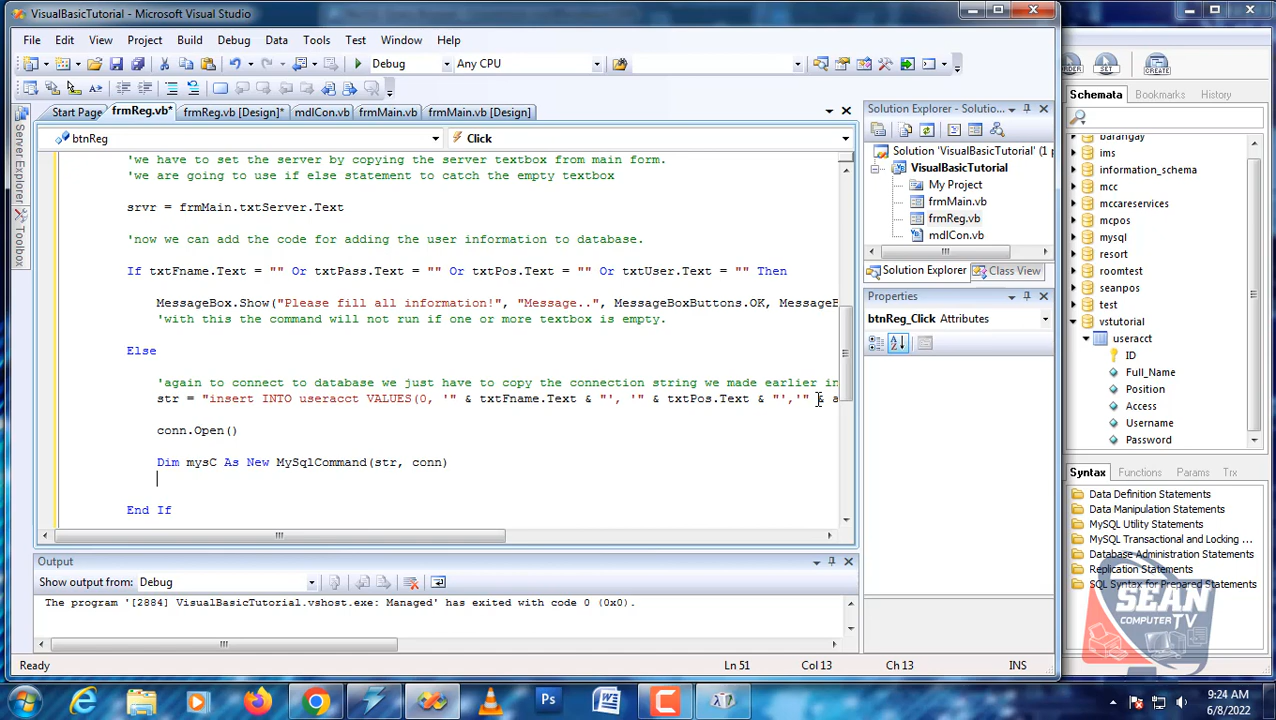 VisualBasicTutorial - Microsoft Visual Studio
File Edit View Project Build Debug Data Tools Test Window Help
Debug Any CPU
Start Page frmReg.vb* frmReg.vb [Design]* mdlCon.vb frmMain.vb frmMain.vb [Design]
btnReg Click
'we have to set the server by copying the server textbox from main form.
'we are going to use if else statement to catch the empty textbox
srvr = frmMain.txtServer.Text
'now we can add the code for adding the user information to database.
If txtFname.Text = "" Or txtPass.Text = "" Or txtPos.Text = "" Or txtUser.Text = "" Then
MessageBox.Show("Please fill all information!", "Message..", MessageBoxButtons.OK, MessageB
'with this the command will not run if one or more textbox is empty.
Else
'again to connect to database we just have to copy the connection string we made earlier in
str = "insert INTO useracct VALUES(0, '" & txtFname.Text & "', '" & txtPos.Text & "','" & a
conn.Open()
Dim mysC As New MySqlCommand(str, conn)
End If
Server Explorer
Toolbox
Output
Show output from: Debug
The program '[2884] VisualBasicTutorial.vshost.exe: Managed' has exited with code 0 (0x0).
Ready Ln 51 Col 13 Ch 13 INS
Solution Explorer - Solutio...
Solution 'VisualBasicTutorial' (1 p
VisualBasicTutorial
My Project
frmMain.vb
frmReg.vb
mdlCon.vb
Solution Explorer Class View
Properties
btnReg_Click Attributes
SET CREATE
Schemata Bookmarks History
barangay
ims
information_schema
mcc
mccareservices
mcpos
mysql
resort
roomtest
seanpos
test
vstutorial
useracct
ID
Full_Name
Position
Access
Username
Password
Syntax Functions Params Trx
Data Definition Statements
Data Manipulation Statements
MySQL Utility Statements
MySQL Transactional and Locking ...
Database Administration Statements
Replication Statements
SQL Syntax for Prepared Statements
SEAN
COMPUTER TV
Ps
9:24 AM
6/8/2022